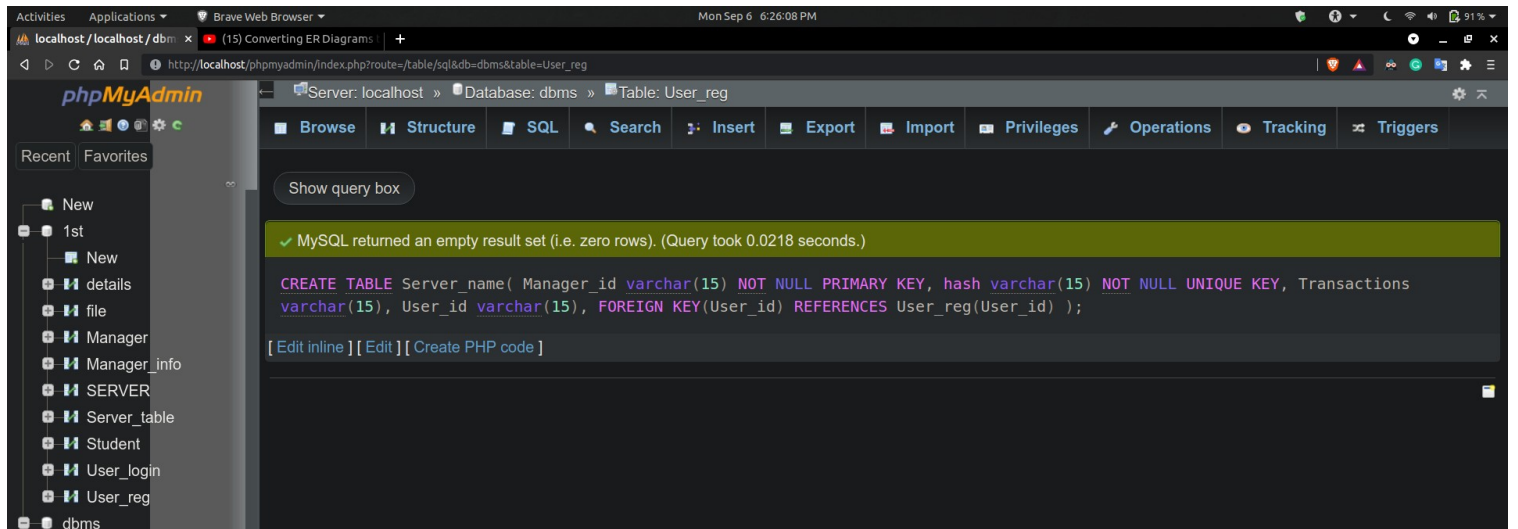 Activities Applications Brave Web Browser Mon Sep 6 6:26:08 PM 91%
localhost / localhost / dbm × (15) Converting ER Diagrams t +
http://localhost/phpmyadmin/index.php?route=/table/sql&db=dbms&table=User_reg
phpMyAdmin
Server: localhost » Database: dbms » Table: User_reg
Browse Structure SQL Search Insert Export Import Privileges Operations Tracking Triggers
Recent Favorites
Show query box
New
1st
New
details
file
Manager
Manager_info
SERVER
Server_table
Student
User_login
User_reg
dbms
MySQL returned an empty result set (i.e. zero rows). (Query took 0.0218 seconds.)
CREATE TABLE Server_name( Manager_id varchar(15) NOT NULL PRIMARY KEY, hash varchar(15) NOT NULL UNIQUE KEY, Transactions
varchar(15), User_id varchar(15), FOREIGN KEY(User_id) REFERENCES User_reg(User_id) );
[ Edit inline ] [ Edit ] [ Create PHP code ]